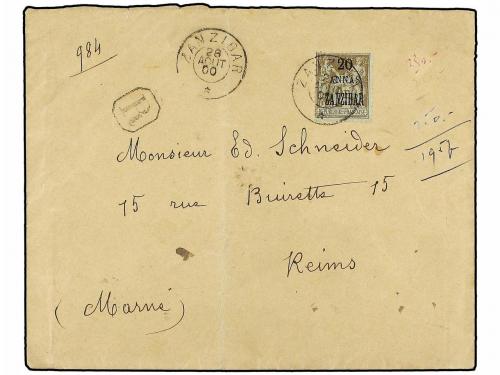 984
ZANZIBAR
28
AOUT
00
20
ANNAS
ZANZIBAR
R
Monsieur Ed. Schneider
15 rue Buirette 15
Reims
(Marne)